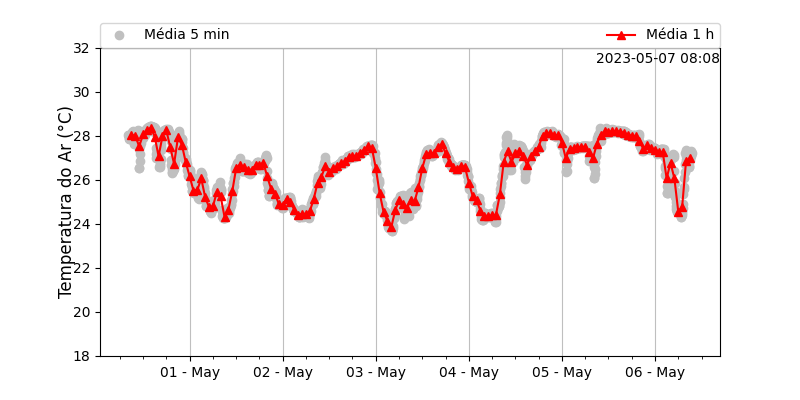 Média 5 min
Média 1 h
2023-05-07 08:08
Temperatura do Ar (°C)
32
30
28
26
24
22
20
18
01 - May
02 - May
03 - May
04 - May
05 - May
06 - May